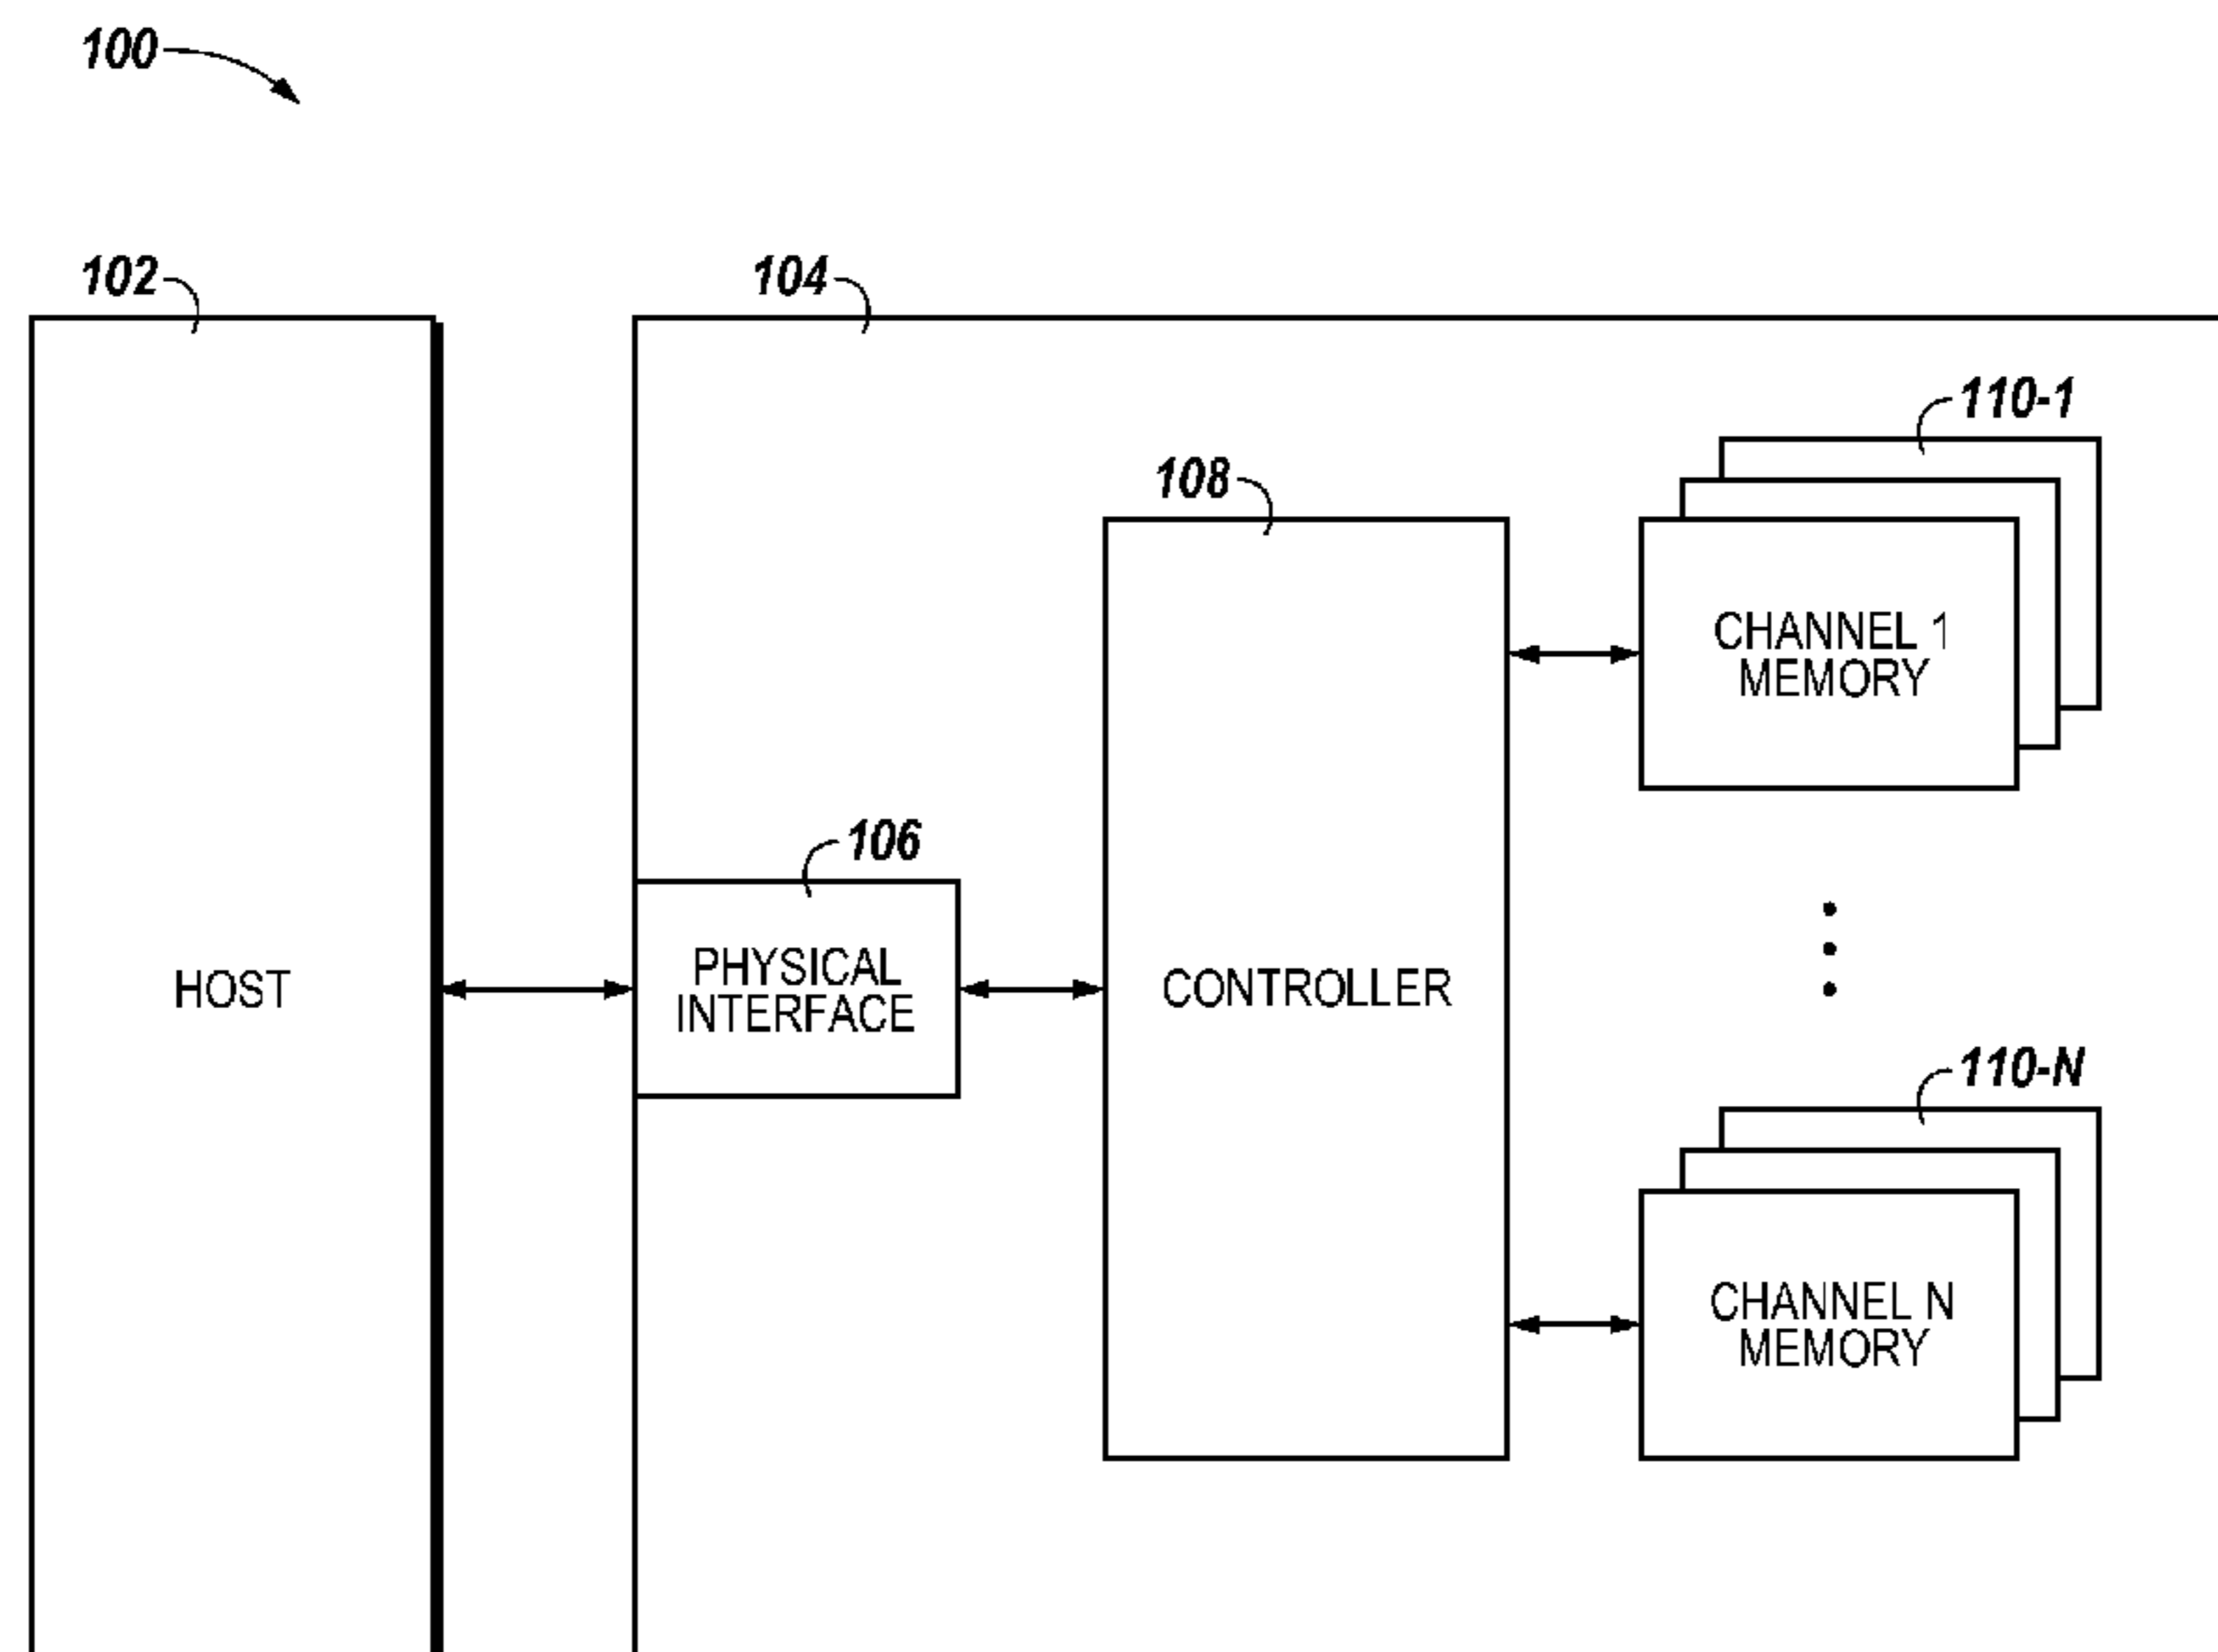 100
102
104
110-1
108
CHANNEL 1
MEMORY
106
PHYSICAL
INTERFACE
HOST
CONTROLLER
110-N
CHANNEL N
MEMORY